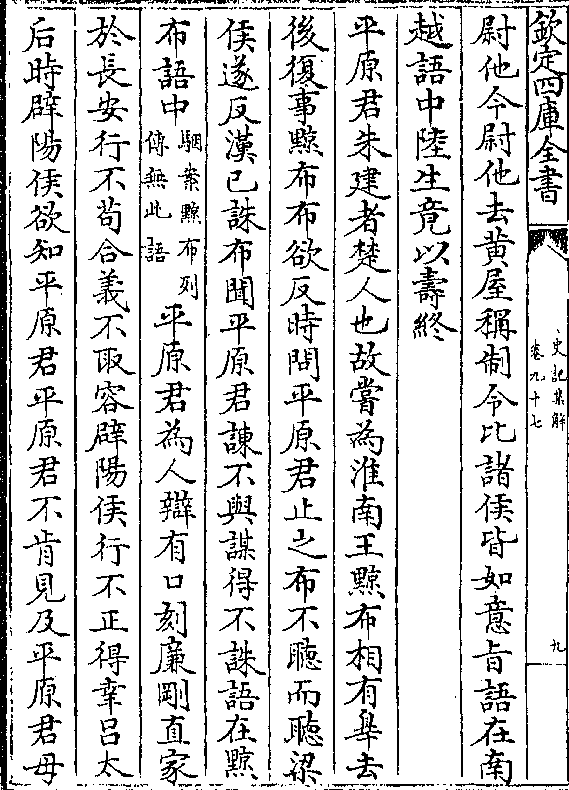 欽定四庫全書
史記集解
卷九十七
九
尉他令尉他去黃屋稱制令比諸侯皆如意旨語在南
越語中陸生竟以壽終
平原君朱建者楚人也故嘗為淮南王黥布相有辠去
後復事黥布布欲反時問平原君止之布不聽而聽梁
侯遂反漢已誅布聞平原君諫不與謀得不誅語在黥
布語中駰案黥布列傳無此語平原君為人辯有口刻廉剛直家
於長安行不苟合義不取容辟陽侯行不正得幸呂太
后時辟陽侯欲知平原君平原君不肯見及平原君母